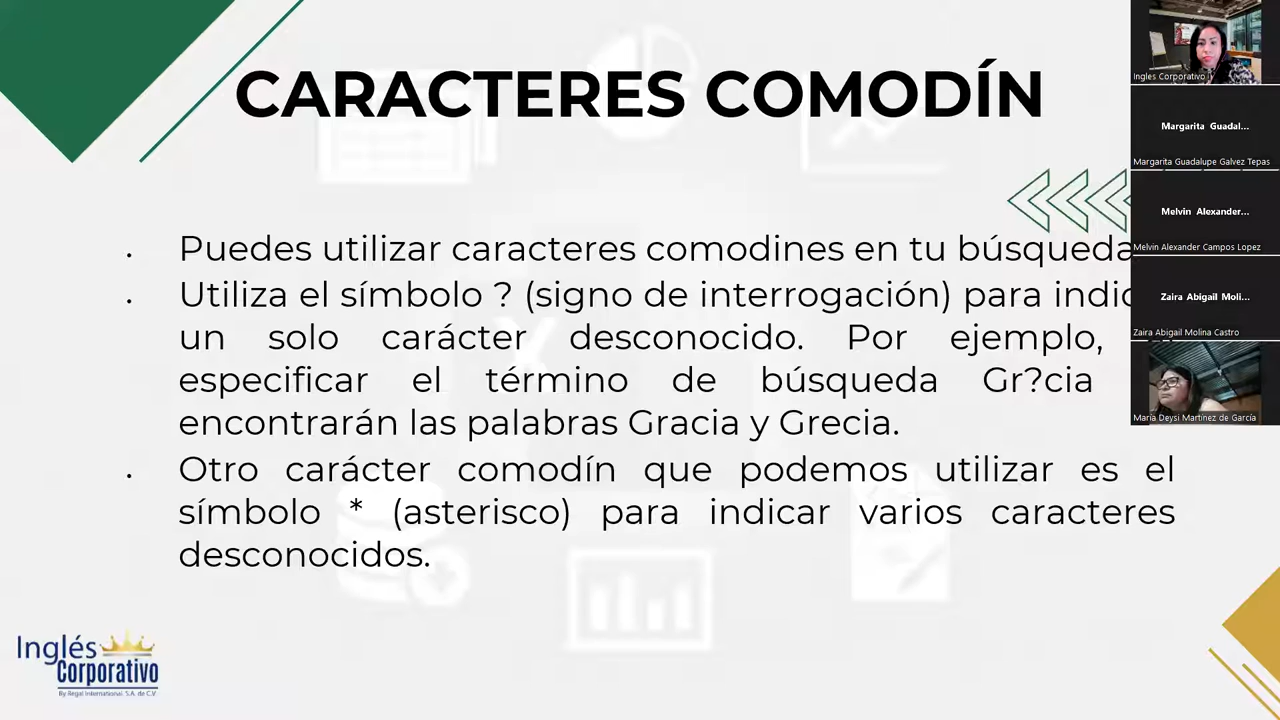 CARACTERES COMODÍN
• Puedes utilizar caracteres comodines en tu búsqueda
• Utiliza el símbolo ? (signo de interrogación) para
un solo carácter desconocido. Por ejemplo,
especificar el término de búsqueda Gr?cia
encontrarán las palabras Gracia y Grecia.
• Otro carácter comodín que podemos utilizar es el
símbolo * (asterisco) para indicar varios caracteres
desconocidos.
Inglés
Corporativo
By Regal International. S.A. de C.V
Ingles Corporativo
Margarita Guadal...
Margarita Guadalupe Galvez Tepas
Melvin Alexander...
Melvin Alexander Campos Lopez
Zaira Abigail Moli...
Zaira Abigail Molina Castro
María Deysi Martínez de García